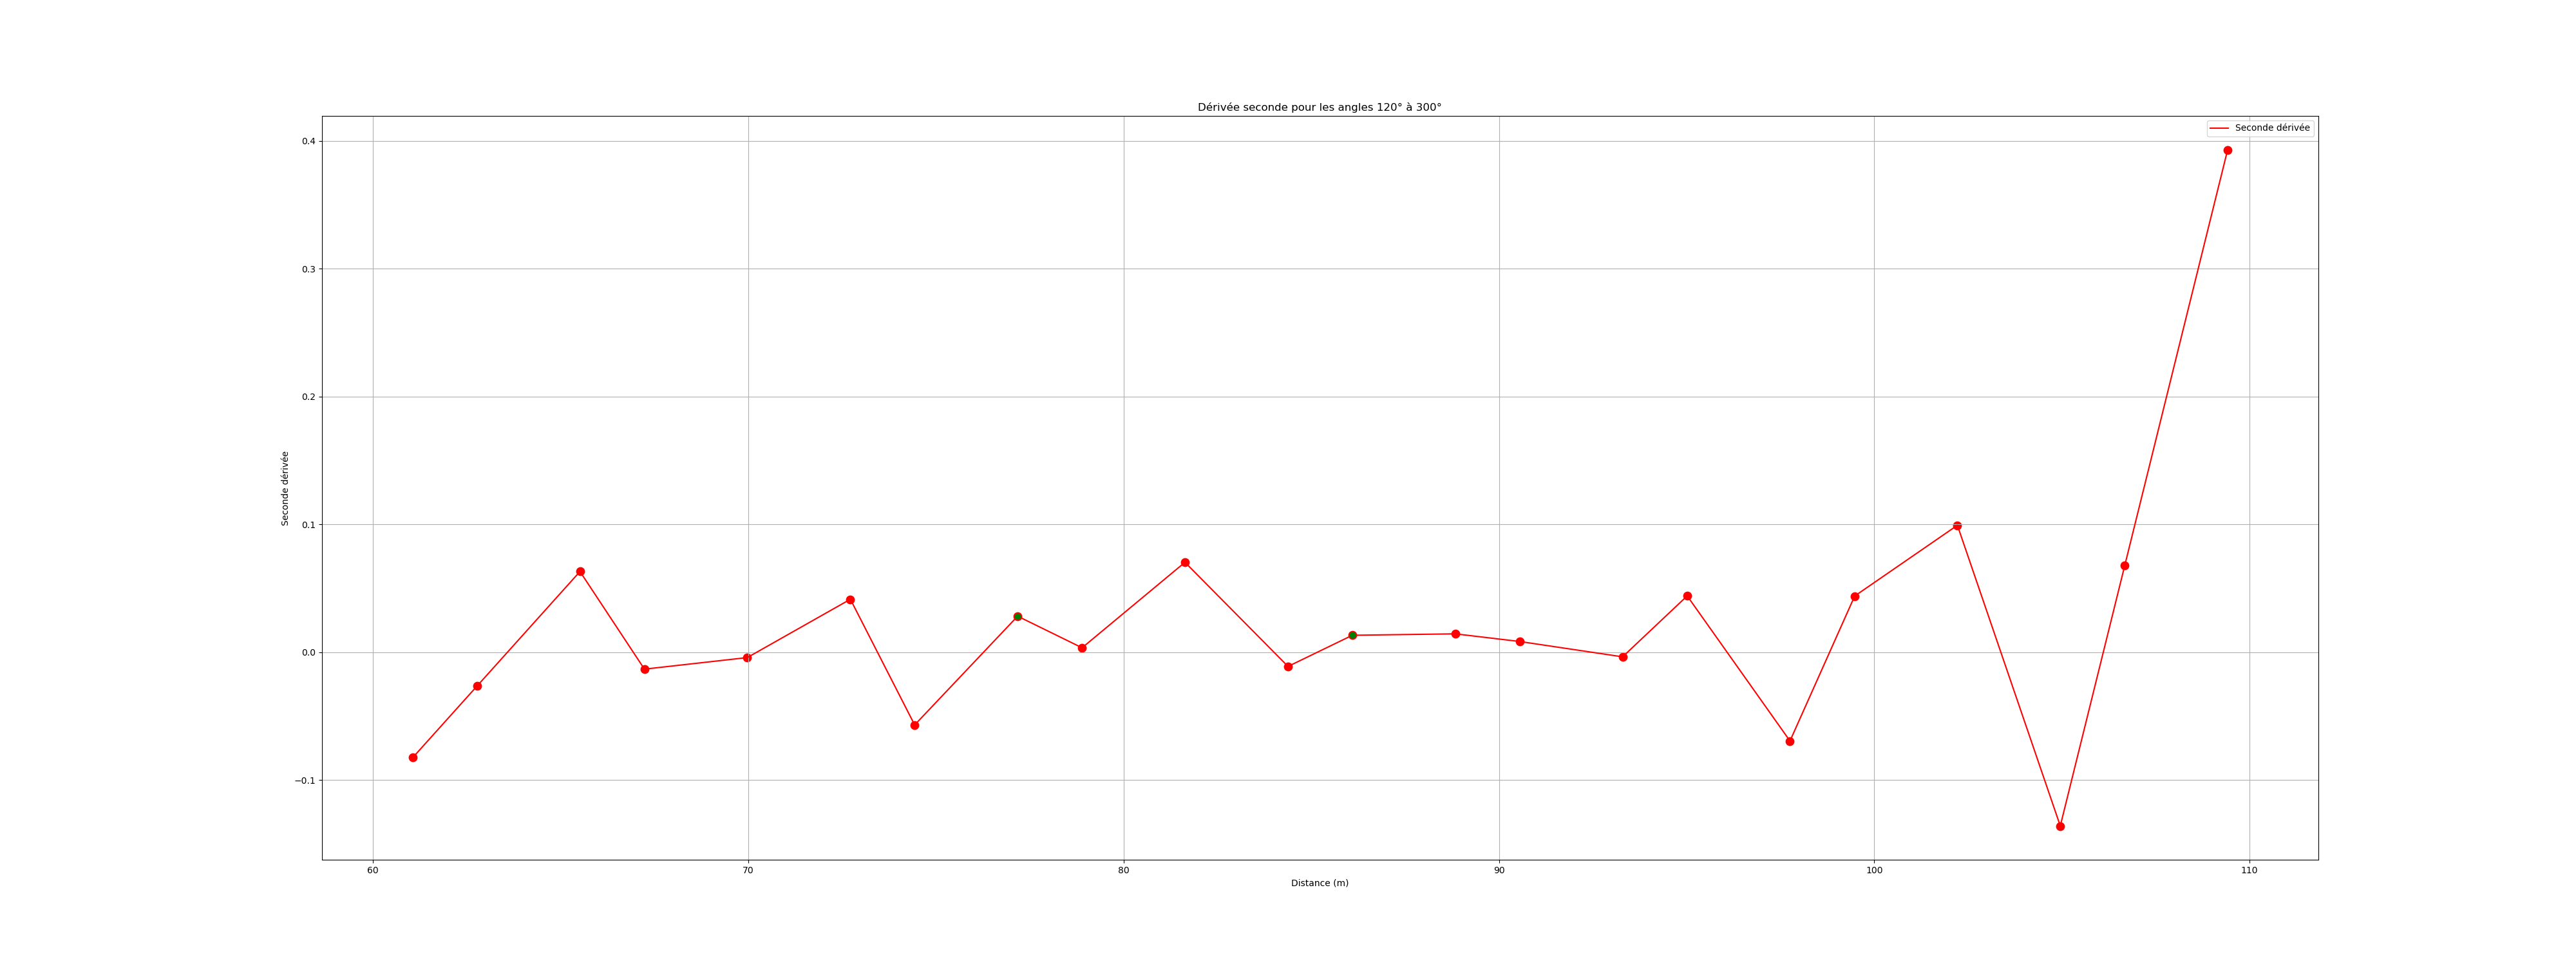 Dérivée seconde pour les angles 120° à 300°
Seconde dérivée
0.4
0.3
0.2
0.1
0.0
−0.1
Seconde dérivée
60 70 80 90 100 110
Distance (m)